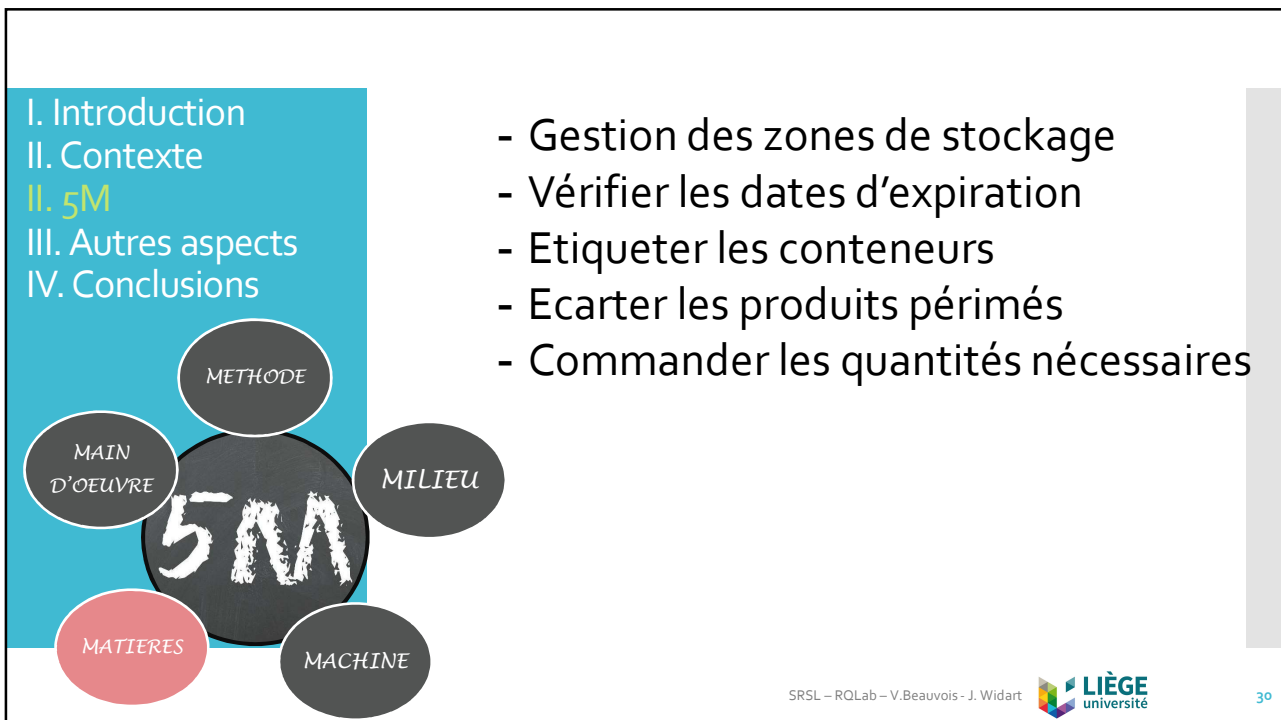 I. Introduction
II. Contexte
II. 5M
III. Autres aspects
IV. Conclusions
- Gestion des zones de stockage
- Vérifier les dates d’expiration
- Etiqueter les conteneurs
- Ecarter les produits périmés
- Commander les quantités nécessaires
METHODE
MAIN
D’OEUVRE
MILIEU
5M
MATIERES
MACHINE
SRSL – RQLab – V.Beauvois - J. Widart
LIÈGE
université
30